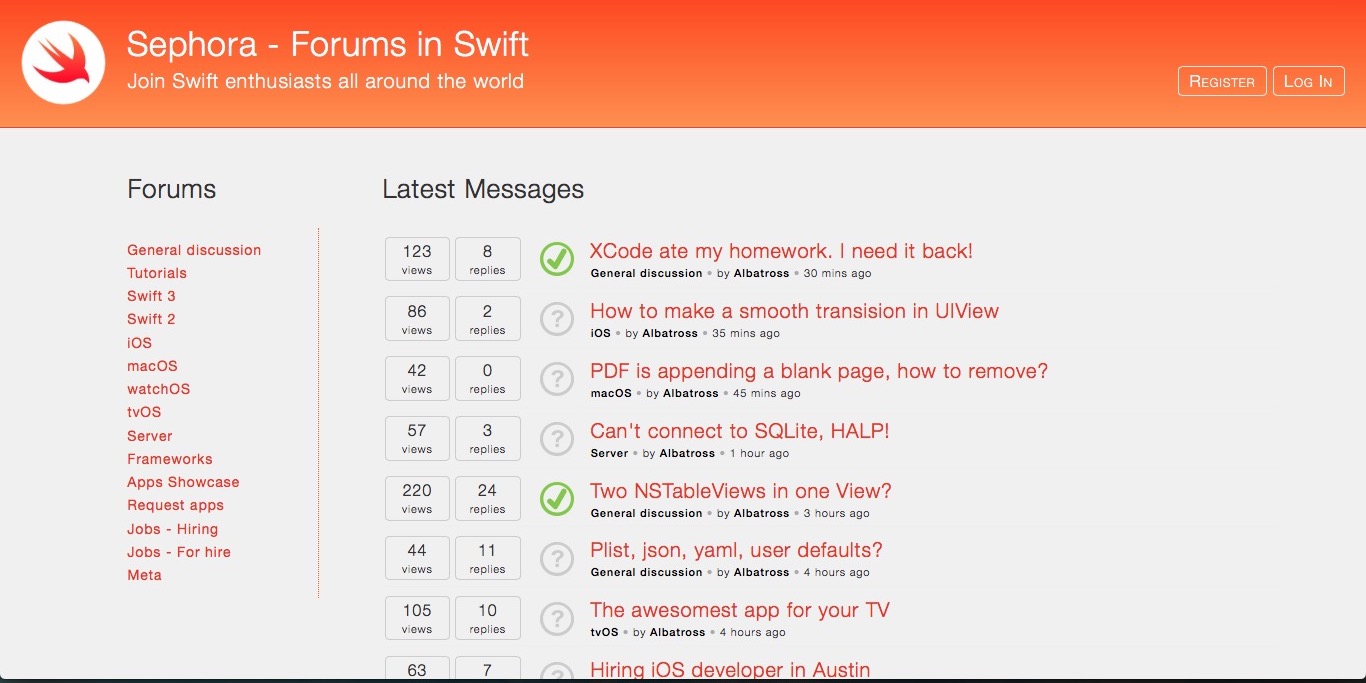 Sephora - Forums in Swift
Join Swift enthusiasts all around the world
Register
Log In
Forums
General discussion
Tutorials
Swift 3
Swift 2
iOS
macOS
watchOS
tvOS
Server
Frameworks
Apps Showcase
Request apps
Jobs - Hiring
Jobs - For hire
Meta
Latest Messages
123 views
8 replies
XCode ate my homework. I need it back!
General discussion • by Albatross • 30 mins ago
86 views
2 replies
?
How to make a smooth transision in UIView
iOS • by Albatross • 35 mins ago
42 views
0 replies
?
PDF is appending a blank page, how to remove?
macOS • by Albatross • 45 mins ago
57 views
3 replies
?
Can't connect to SQLite, HALP!
Server • by Albatross • 1 hour ago
220 views
24 replies
Two NSTableViews in one View?
General discussion • by Albatross • 3 hours ago
44 views
11 replies
?
Plist, json, yaml, user defaults?
General discussion • by Albatross • 4 hours ago
105 views
10 replies
?
The awesomest app for your TV
tvOS • by Albatross • 4 hours ago
63
7
?
Hiring iOS developer in Austin